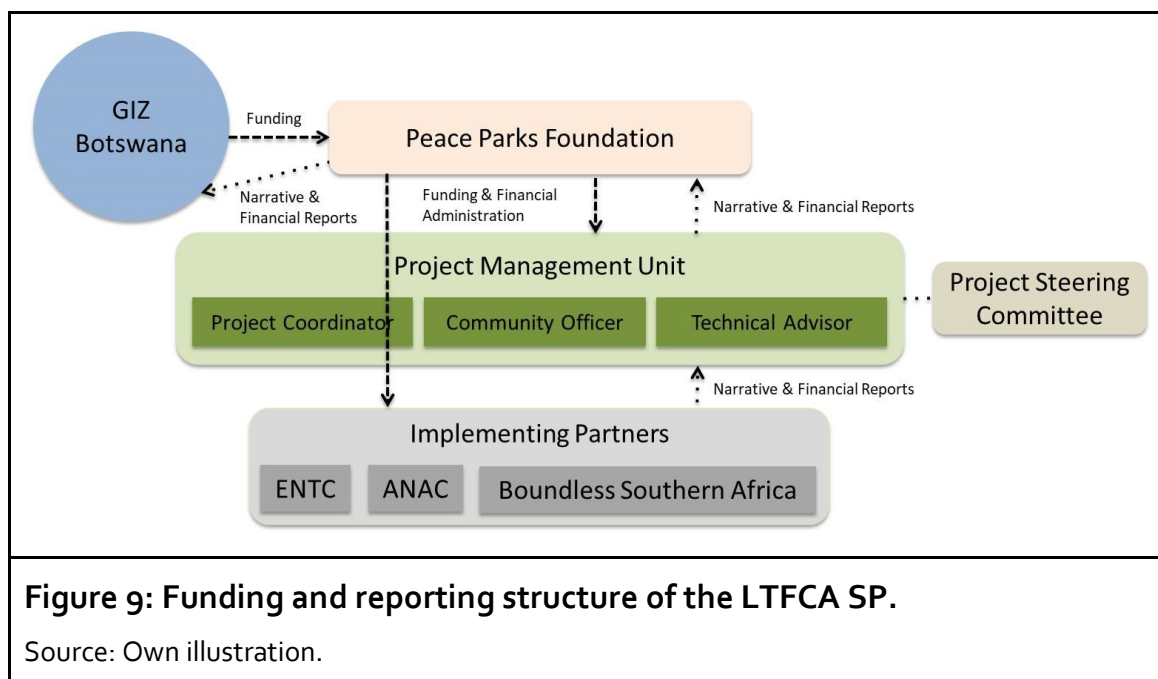 GIZ
Botswana
Funding
Peace Parks Foundation
Narrative &
Financial Reports
Funding & Financial
Administration
Narrative & Financial Reports
Project Management Unit
Project Coordinator
Community Officer
Technical Advisor
Project Steering
Committee
Narrative & Financial Reports
Implementing Partners
ENTC
ANAC
Boundless Southern Africa
Figure 9: Funding and reporting structure of the LTFCA SP.
Source: Own illustration.